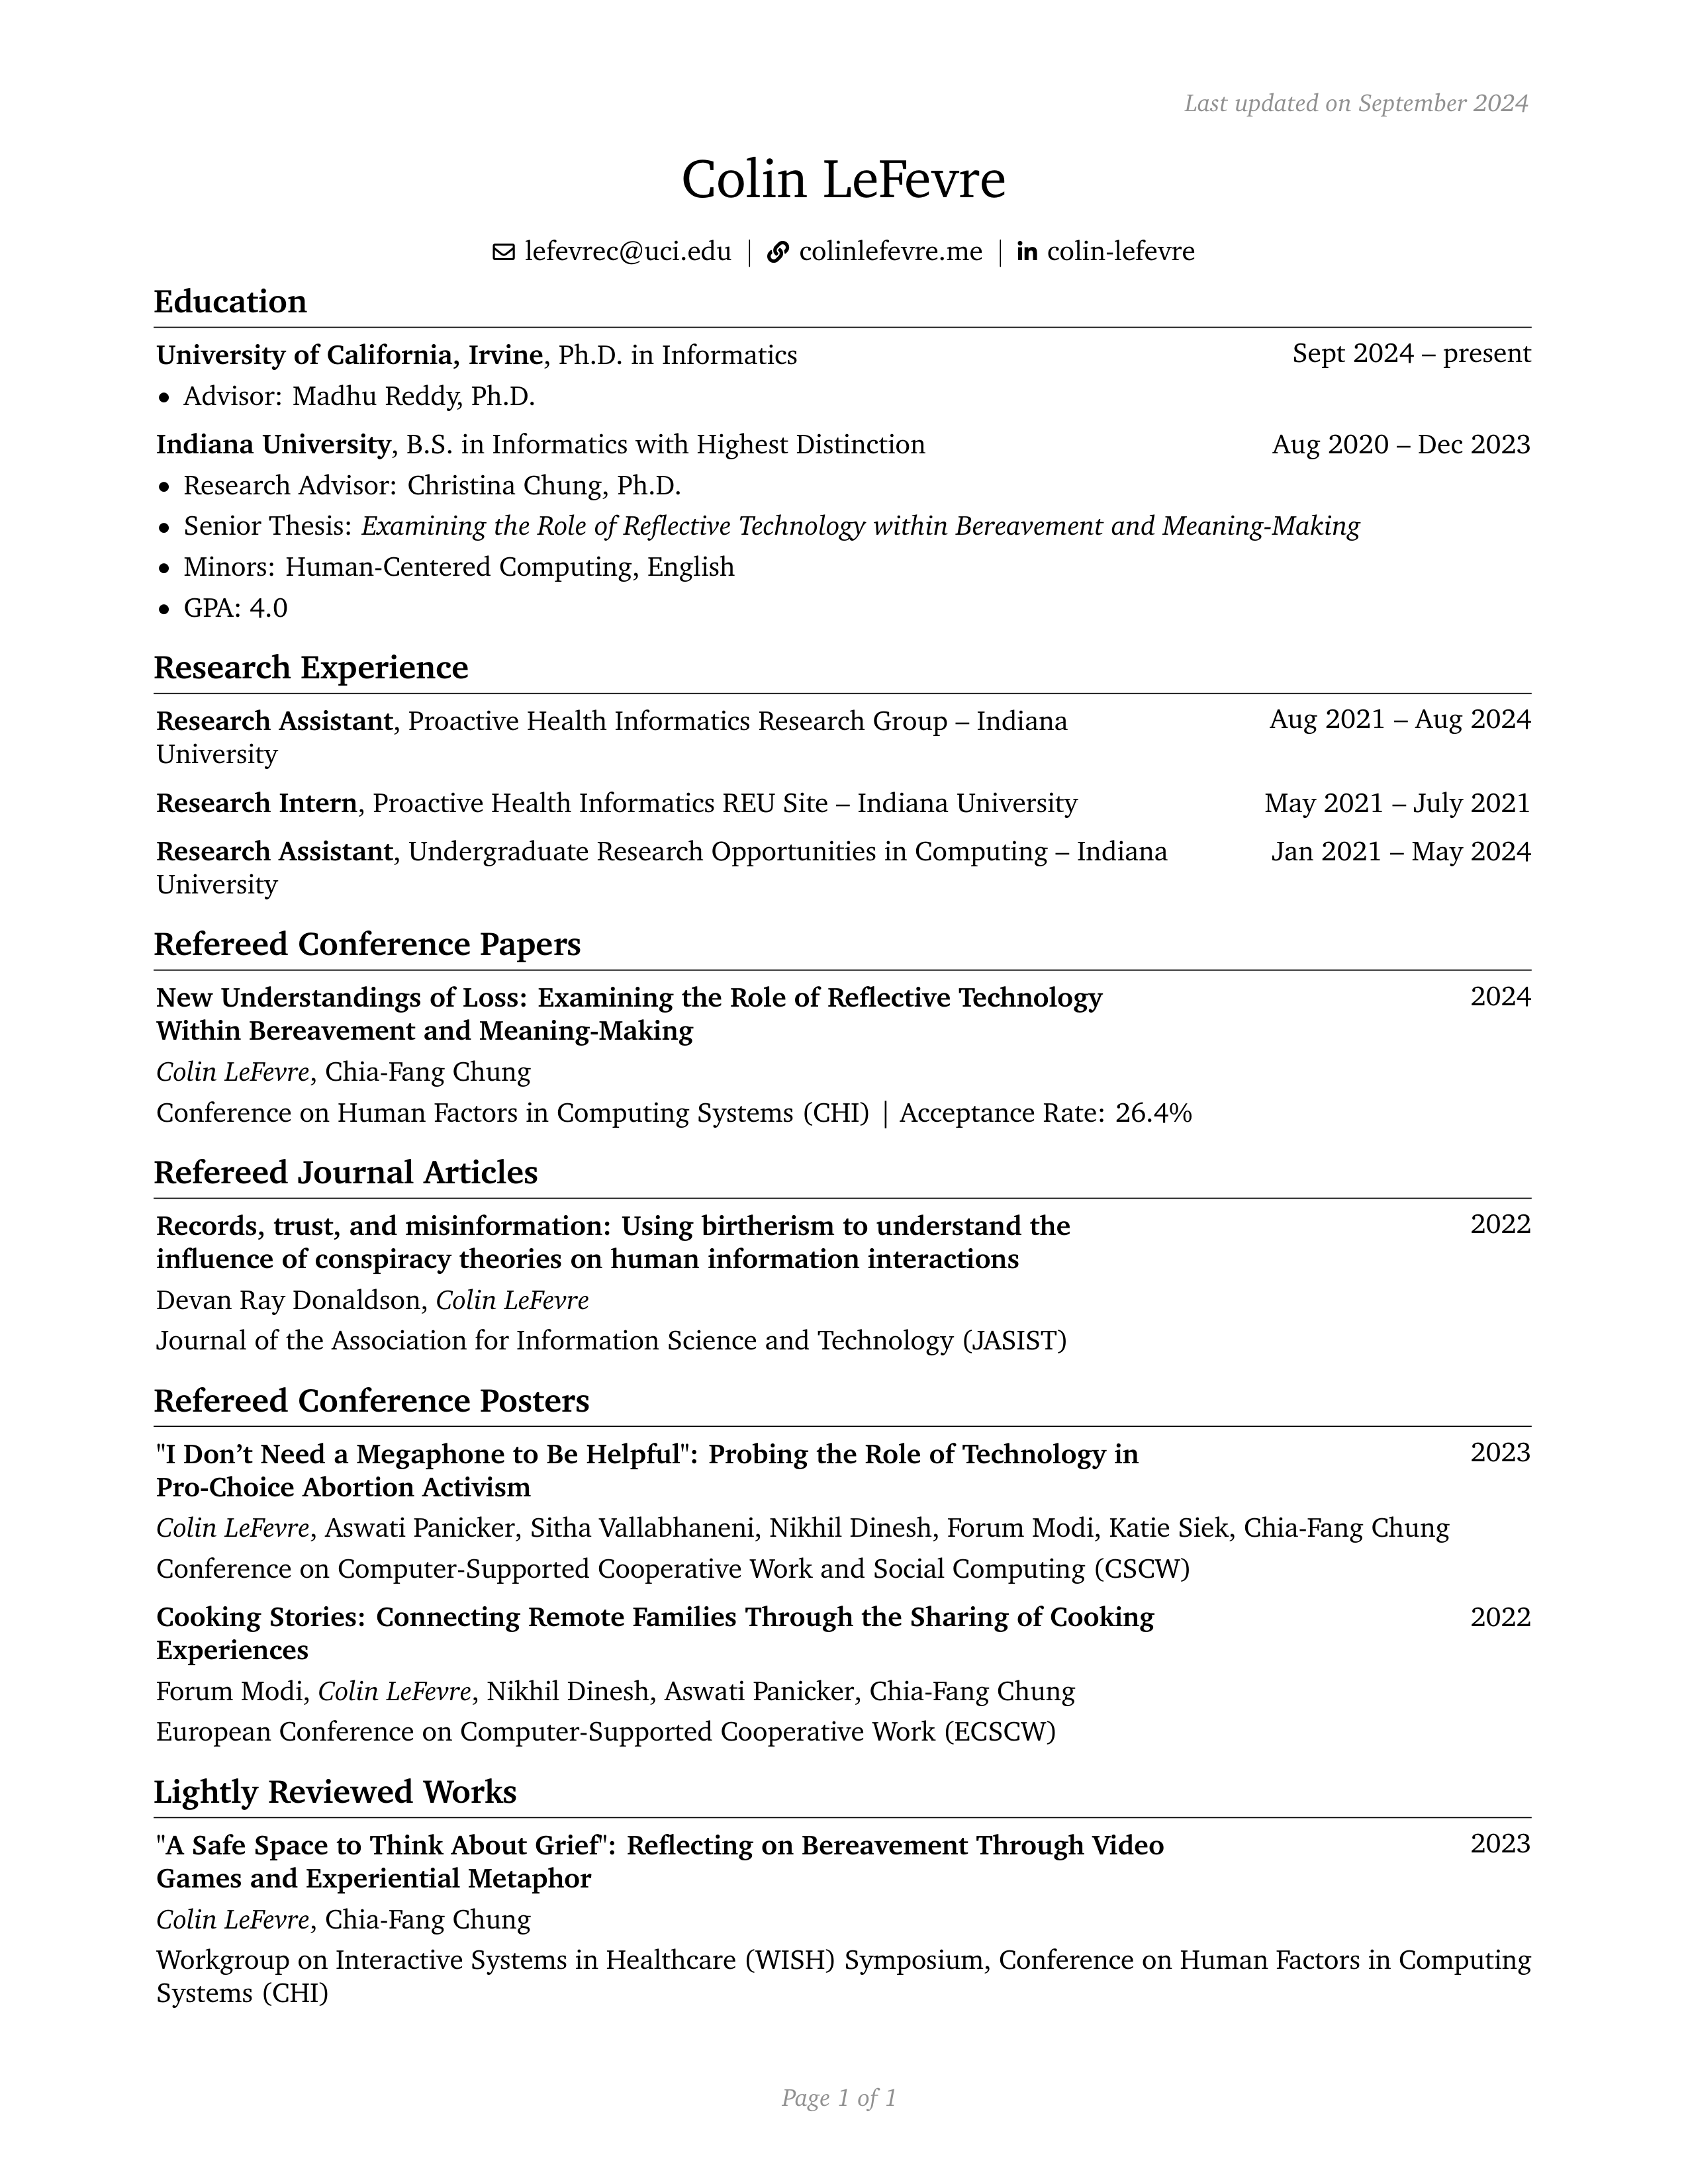 Last updated on September 2024
Colin LeFevre
lefevrec@uci.edu | colinlefevre.me | in colin-lefevre
Education
University of California, Irvine, Ph.D. in Informatics Sept 2024 – present
• Advisor: Madhu Reddy, Ph.D.
Indiana University, B.S. in Informatics with Highest Distinction Aug 2020 – Dec 2023
• Research Advisor: Christina Chung, Ph.D.
• Senior Thesis: Examining the Role of Reflective Technology within Bereavement and Meaning-Making
• Minors: Human-Centered Computing, English
• GPA: 4.0
Research Experience
Research Assistant, Proactive Health Informatics Research Group – Indiana Aug 2021 – Aug 2024
University
Research Intern, Proactive Health Informatics REU Site – Indiana University May 2021 – July 2021
Research Assistant, Undergraduate Research Opportunities in Computing – Indiana Jan 2021 – May 2024
University
Refereed Conference Papers
New Understandings of Loss: Examining the Role of Reflective Technology 2024
Within Bereavement and Meaning-Making
Colin LeFevre, Chia-Fang Chung
Conference on Human Factors in Computing Systems (CHI) | Acceptance Rate: 26.4%
Refereed Journal Articles
Records, trust, and misinformation: Using birtherism to understand the 2022
influence of conspiracy theories on human information interactions
Devan Ray Donaldson, Colin LeFevre
Journal of the Association for Information Science and Technology (JASIST)
Refereed Conference Posters
"I Don’t Need a Megaphone to Be Helpful": Probing the Role of Technology in 2023
Pro-Choice Abortion Activism
Colin LeFevre, Aswati Panicker, Sitha Vallabhaneni, Nikhil Dinesh, Forum Modi, Katie Siek, Chia-Fang Chung
Conference on Computer-Supported Cooperative Work and Social Computing (CSCW)
Cooking Stories: Connecting Remote Families Through the Sharing of Cooking 2022
Experiences
Forum Modi, Colin LeFevre, Nikhil Dinesh, Aswati Panicker, Chia-Fang Chung
European Conference on Computer-Supported Cooperative Work (ECSCW)
Lightly Reviewed Works
"A Safe Space to Think About Grief": Reflecting on Bereavement Through Video 2023
Games and Experiential Metaphor
Colin LeFevre, Chia-Fang Chung
Workgroup on Interactive Systems in Healthcare (WISH) Symposium, Conference on Human Factors in Computing
Systems (CHI)
Page 1 of 1